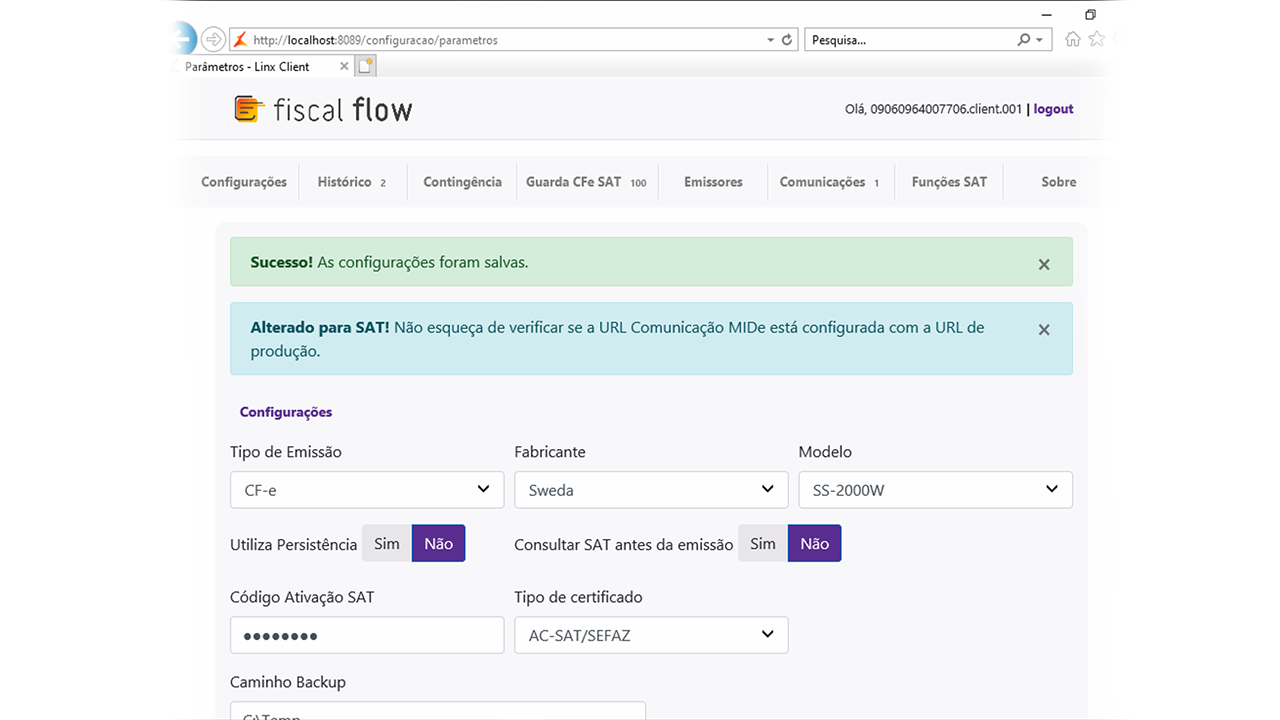 http://localhost:8089/configuracao/parametros
Pesquisa...
Parâmetros - Linx Client
fiscal flow
Olá, 09060964007706.client.001 | logout
Configurações Histórico 2 Contingência Guarda CFe SAT 100 Emissores Comunicações 1 Funções SAT Sobre
Sucesso! As configurações foram salvas.
Alterado para SAT! Não esqueça de verificar se a URL Comunicação MIDe está configurada com a URL de
produção.
Configurações
Tipo de Emissão Fabricante Modelo
CF-e Sweda SS-2000W
Utiliza Persistência Sim Não Consultar SAT antes da emissão Sim Não
Código Ativação SAT Tipo de certificado
●●●●●●●● AC-SAT/SEFAZ
Caminho Backup
C:\Temp